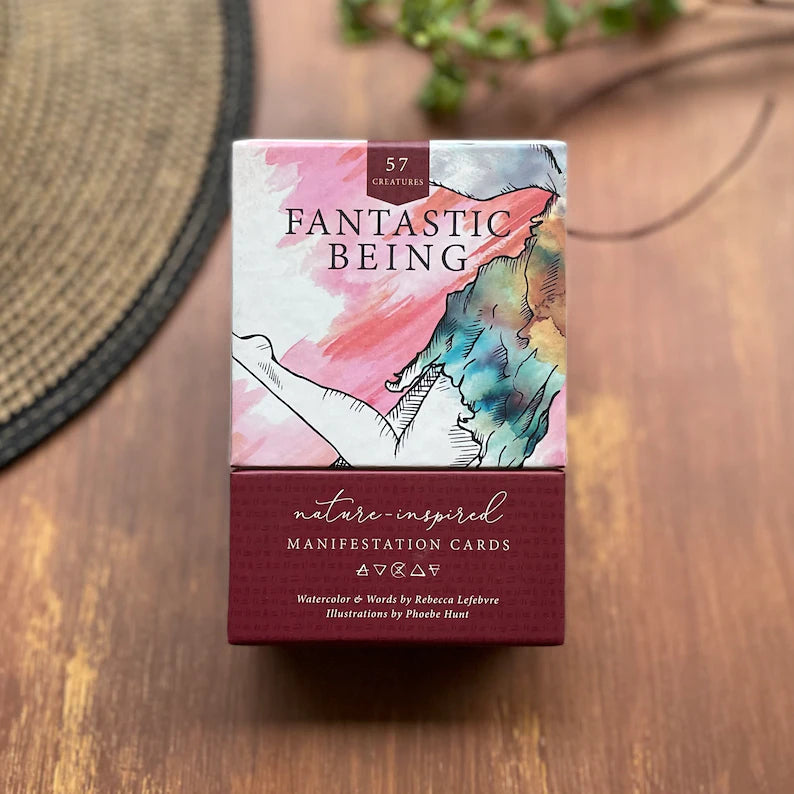 57
CREATURES
FANTASTIC
BEING
nature-inspired
MANIFESTATION CARDS
Watercolor & Words by Rebecca Lefebvre
Illustrations by Phoebe Hunt